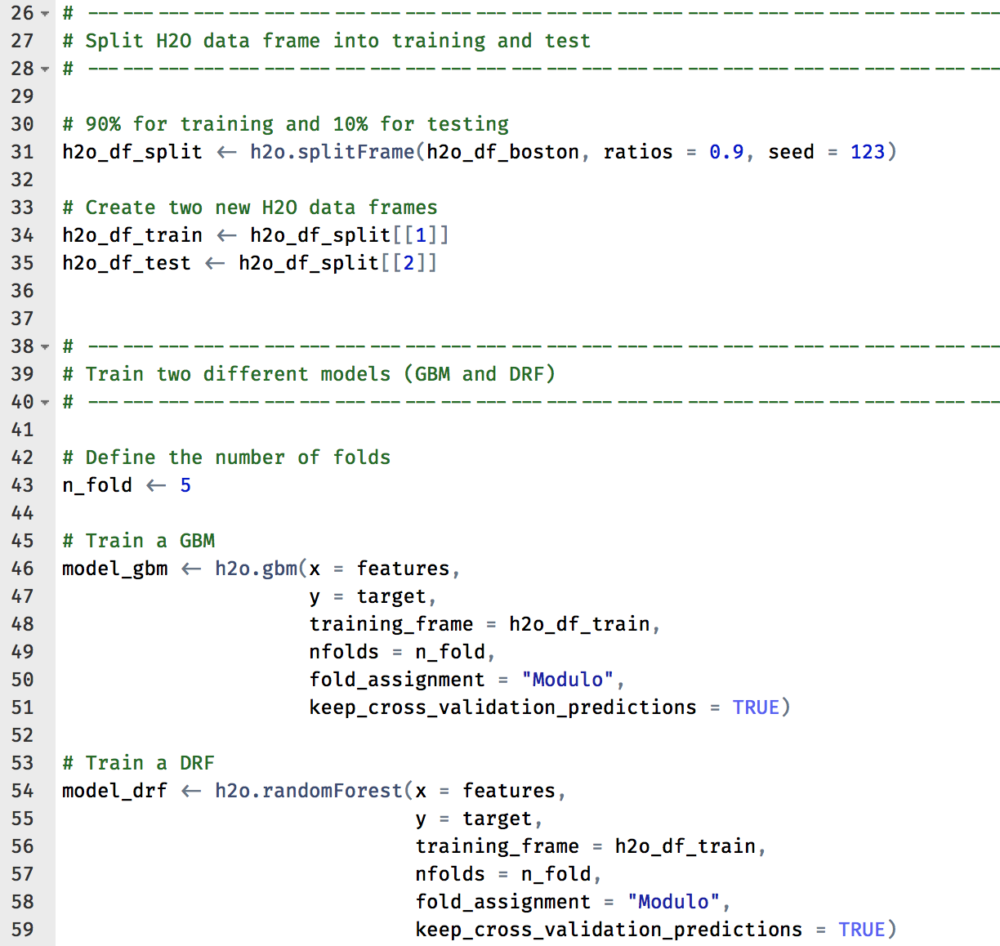 26 # --------------------------------------------------------------------------------
27 # Split H2O data frame into training and test
28 # --------------------------------------------------------------------------------
29
30 # 90% for training and 10% for testing
31 h2o_df_split <- h2o.splitFrame(h2o_df_boston, ratios = 0.9, seed = 123)
32
33 # Create two new H2O data frames
34 h2o_df_train <- h2o_df_split[[1]]
35 h2o_df_test <- h2o_df_split[[2]]
36
37
38 # --------------------------------------------------------------------------------
39 # Train two different models (GBM and DRF)
40 # --------------------------------------------------------------------------------
41
42 # Define the number of folds
43 n_fold <- 5
44
45 # Train a GBM
46 model_gbm <- h2o.gbm(x = features,
47 y = target,
48 training_frame = h2o_df_train,
49 nfolds = n_fold,
50 fold_assignment = "Modulo",
51 keep_cross_validation_predictions = TRUE)
52
53 # Train a DRF
54 model_drf <- h2o.randomForest(x = features,
55 y = target,
56 training_frame = h2o_df_train,
57 nfolds = n_fold,
58 fold_assignment = "Modulo",
59 keep_cross_validation_predictions = TRUE)